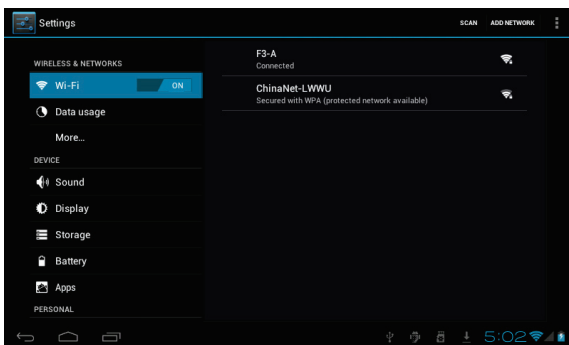 Settings
SCAN ADD NETWORK
WIRELESS & NETWORKS
Wi-Fi ON
Data usage
More...
DEVICE
Sound
Display
Storage
Battery
Apps
PERSONAL
F3-A
Connected
ChinaNet-LWWU
Secured with WPA (protected network available)
5:02